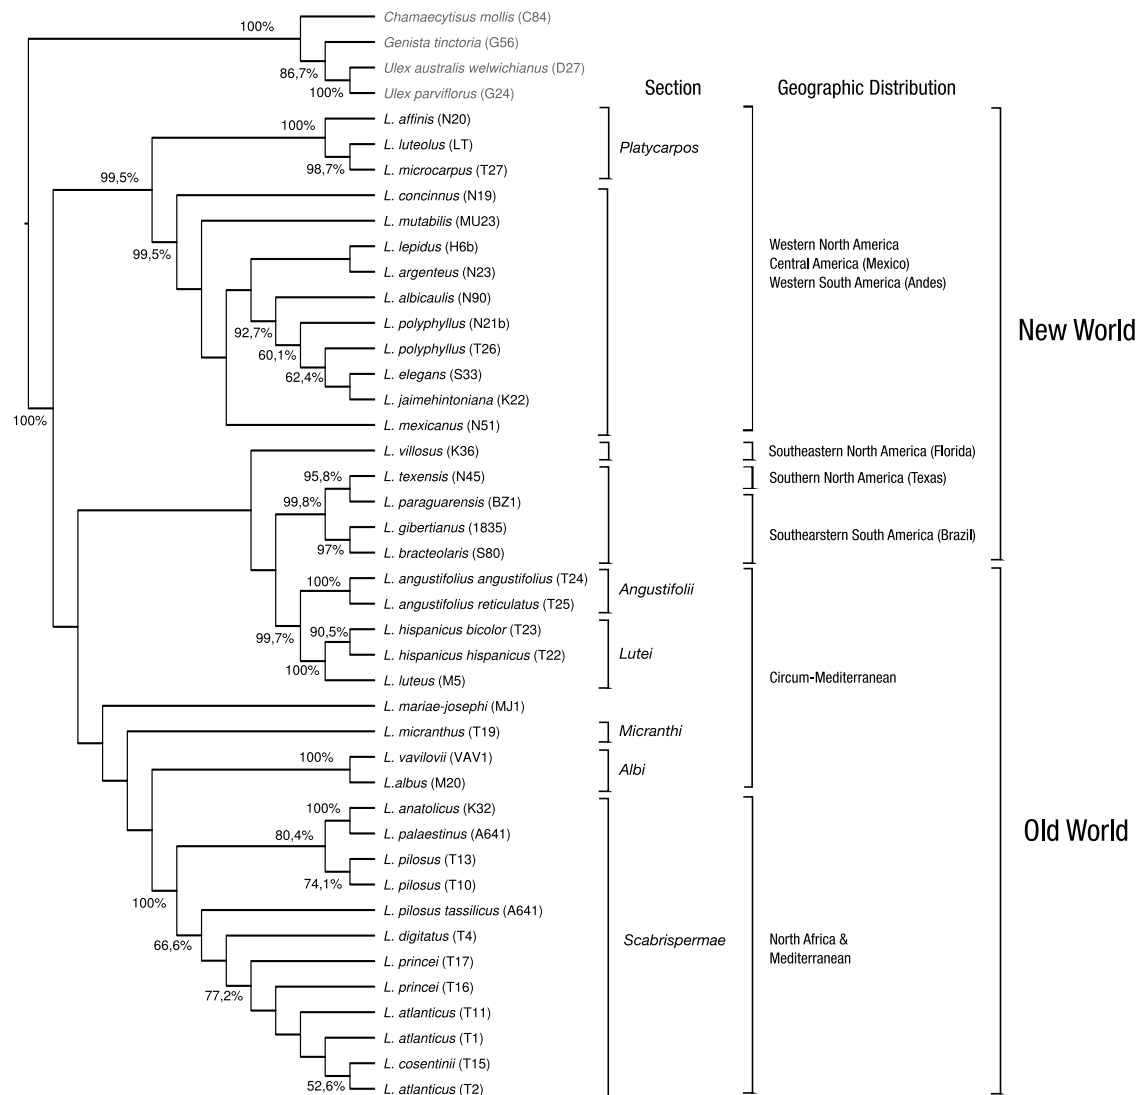 Chamaecytisus mollis (C84)
100%
Genista tinctoria (G56)
Ulex australis welwichianus (D27)
86,7%
Ulex parviflorus (G24)
100%
Section
Geographic Distribution
L. affinis (N20)
100%
L. luteolus (LT)
Platycarpos
L. microcarpus (T27)
98,7%
99,5%
L. concinnus (N19)
L. mutabilis (MU23)
L. lepidus (H6b)
99,5%
Western North America
Central America (Mexico)
Western South America (Andes)
L. argenteus (N23)
L. albicaulis (N90)
L. polyphyllus (N21b)
92,7%
New World
L. polyphyllus (T26)
60,1%
L. elegans (S33)
62,4%
L. jaimehintoniana (K22)
L. mexicanus (N51)
100%
L. villosus (K36)
Southeastern North America (Florida)
L. texensis (N45)
95,8%
Southern North America (Texas)
L. paraguarensis (BZ1)
99,8%
L. gibertianus (1835)
Southearstern South America (Brazil)
L. bracteolaris (S80)
97%
L. angustifolius angustifolius (T24)
100%
Angustifolii
L. angustifolius reticulatus (T25)
L. hispanicus bicolor (T23)
90,5%
99,7%
L. hispanicus hispanicus (T22)
Lutei
100%
L. luteus (M5)
Circum-Mediterranean
L. mariae-josephi (MJ1)
L. micranthus (T19)
Micranthi
L. vavilovii (VAV1)
100%
Albi
L.albus (M20)
L. anatolicus (K32)
100%
L. palaestinus (A641)
80,4%
Old World
L. pilosus (T13)
L. pilosus (T10)
74,1%
100%
L. pilosus tassilicus (A641)
L. digitatus (T4)
66,6%
Scabrispermae
North Africa &
Mediterranean
L. princei (T17)
77,2%
L. princei (T16)
L. atlanticus (T11)
L. atlanticus (T1)
L. cosentinii (T15)
L. atlanticus (T2)
52,6%